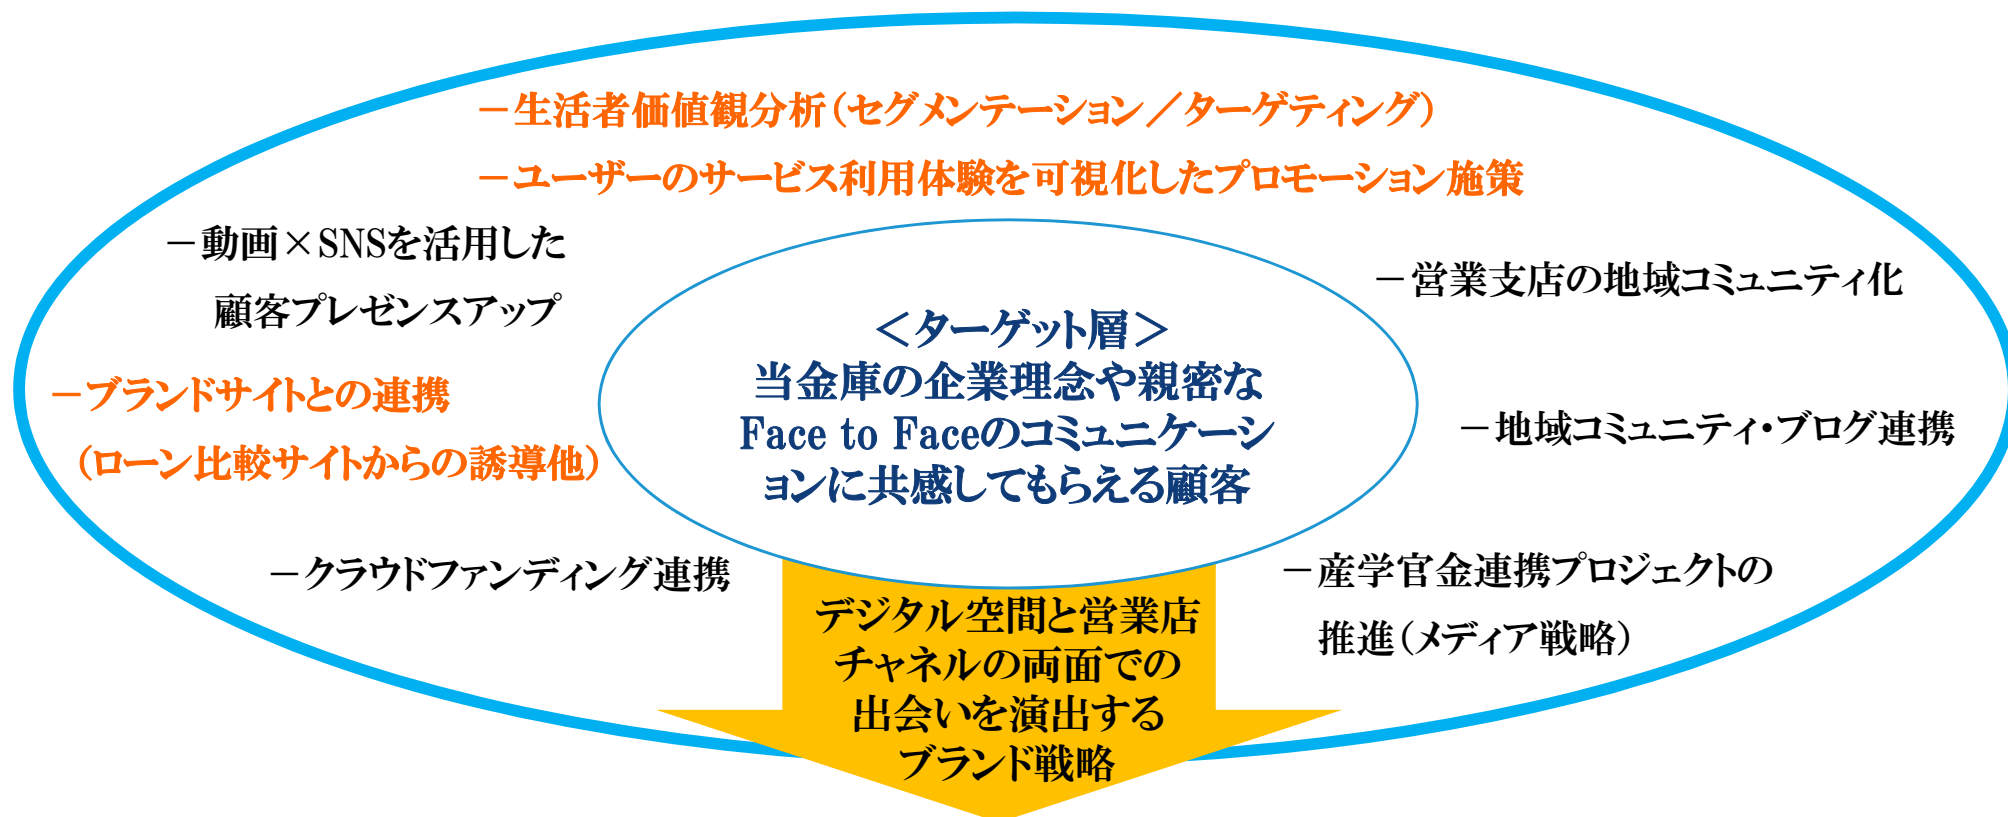 －生活者価値観分析（セグメンテーション／ターゲティング）
－ユーザーのサービス利用体験を可視化したプロモーション施策
－動画×SNSを活用した
顧客プレゼンスアップ
－ブランドサイトとの連携
（ローン比較サイトからの誘導他）
－クラウドファンディング連携
＜ターゲット層＞
当金庫の企業理念や親密な
Face to Faceのコミュニケーシ
ョンに共感してもらえる顧客
－営業支店の地域コミュニティ化
－地域コミュニティ・ブログ連携
－産学官金連携プロジェクトの
推進（メディア戦略）
デジタル空間と営業店
チャネルの両面での
出会いを演出する
ブランド戦略